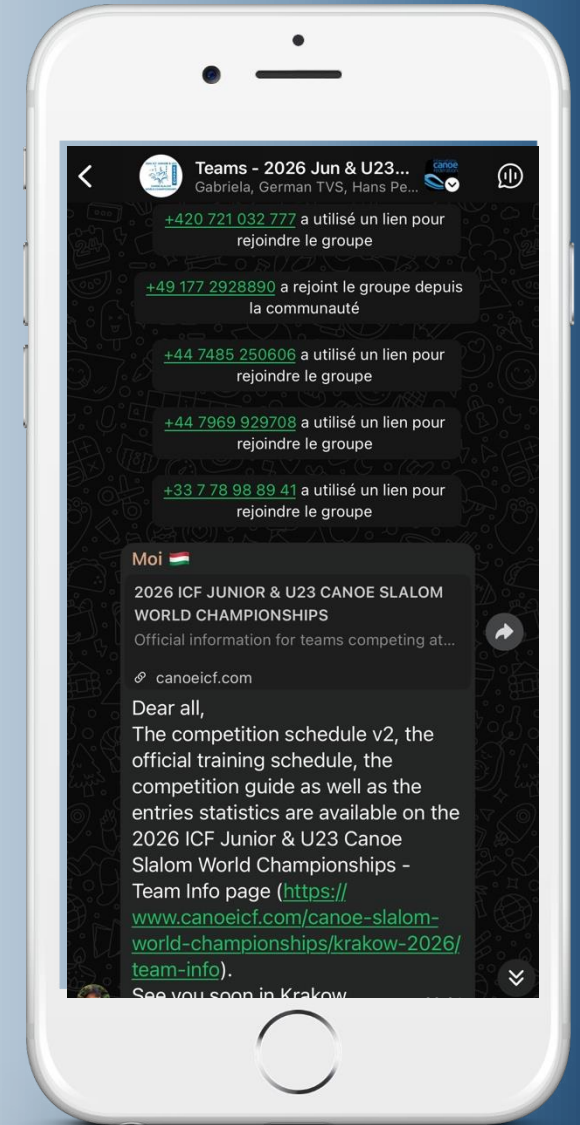 Teams - 2026 Jun & U23...
Gabriela, German TVS, Hans Pe...
canoe
+420 721 032 777 a utilisé un lien pour
rejoindre le groupe
+49 177 2928890 a rejoint le groupe depuis
la communauté
+44 7485 250606 a utilisé un lien pour
rejoindre le groupe
+44 7969 929708 a utilisé un lien pour
rejoindre le groupe
+33 7 78 98 89 41 a utilisé un lien pour
rejoindre le groupe
Moi 🇭🇺
2026 ICF JUNIOR & U23 CANOE SLALOM
WORLD CHAMPIONSHIPS
Official information for teams competing at...
canoeicf.com
Dear all,
The competition schedule v2, the
official training schedule, the
competition guide as well as the
entries statistics are available on the
2026 ICF Junior & U23 Canoe
Slalom World Championships -
Team Info page (https://
www.canoeicf.com/canoe-slalom-
world-championships/krakow-2026/
team-info).
See you soon in Krakow